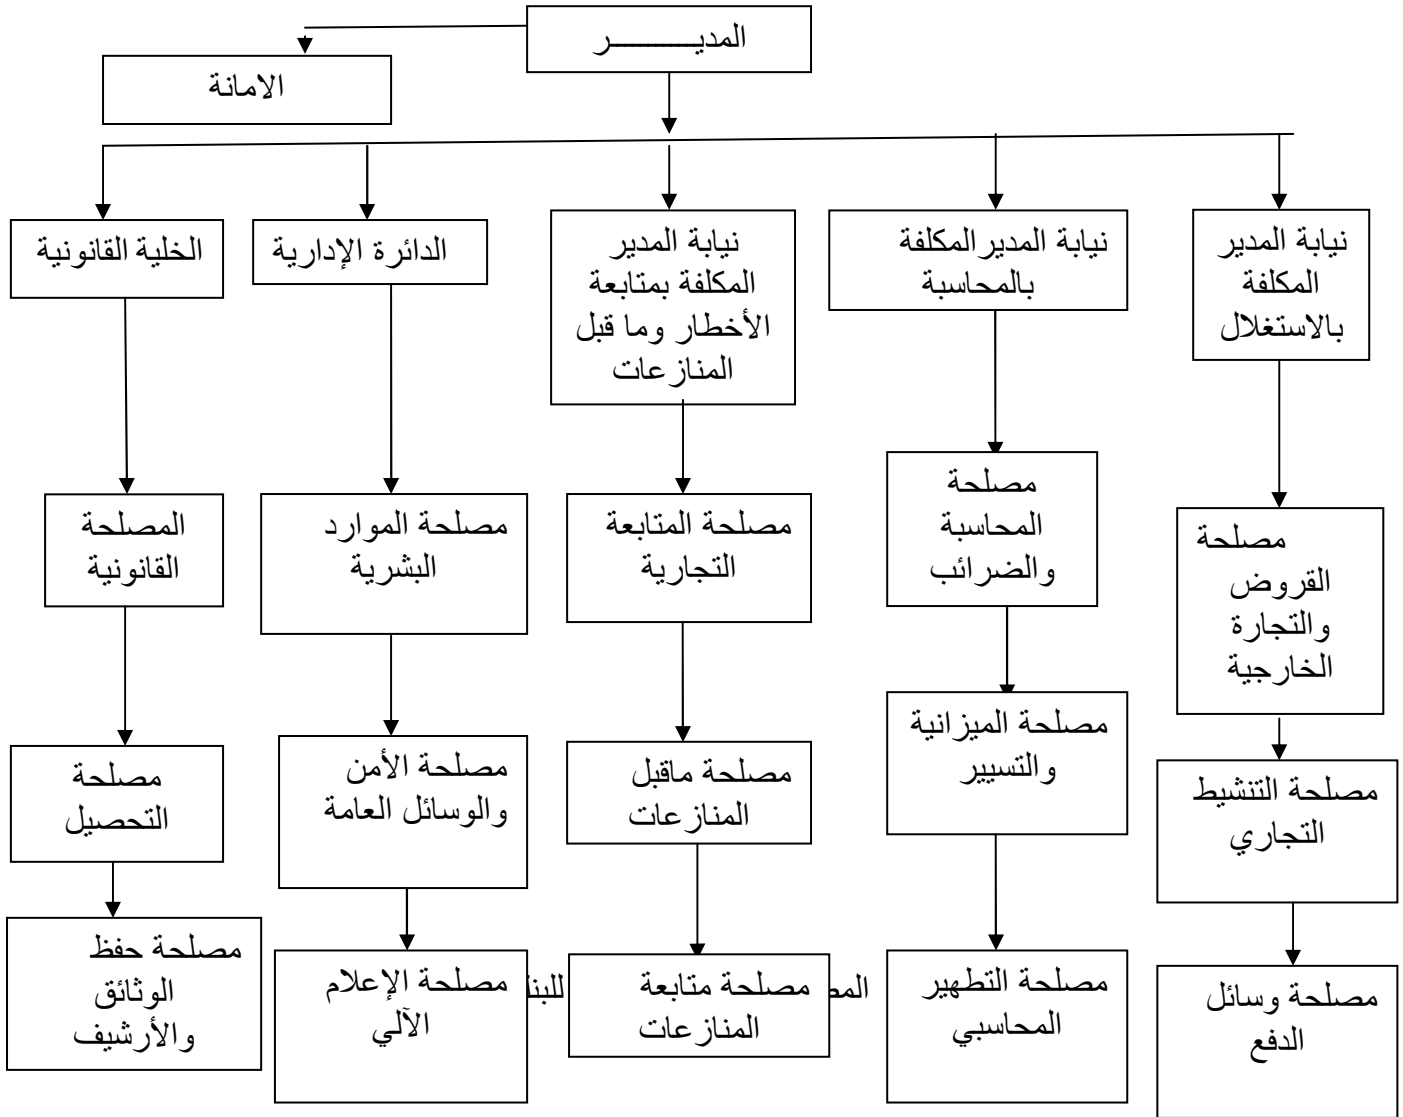 المديـــــــــــر
الامانة
نيابة المدير
المكلفة
بالاستغلال
نيابة المديرالمكلفة
بالمحاسبة
نيابة المدير
المكلفة بمتابعة
الأخطار وما قبل
المنازعات
الدائرة الإدارية
الخلية القانونية
مصلحة
القروض
والتجارة
الخارجية
مصلحة
المحاسبة
والضرائب
مصلحة المتابعة
التجارية
مصلحة الموارد
البشرية
المصلحة
القانونية
مصلحة التنشيط
التجاري
مصلحة الميزانية
والتسيير
مصلحة ماقبل
المنازعات
مصلحة الأمن
والوسائل العامة
مصلحة
التحصيل
مصلحة وسائل
الدفع
مصلحة التطهير
المحاسبي
مصلحة متابعة
المنازعات
مصلحة الإعلام
الآلي
مصلحة حفظ
الوثائق
والأرشيف